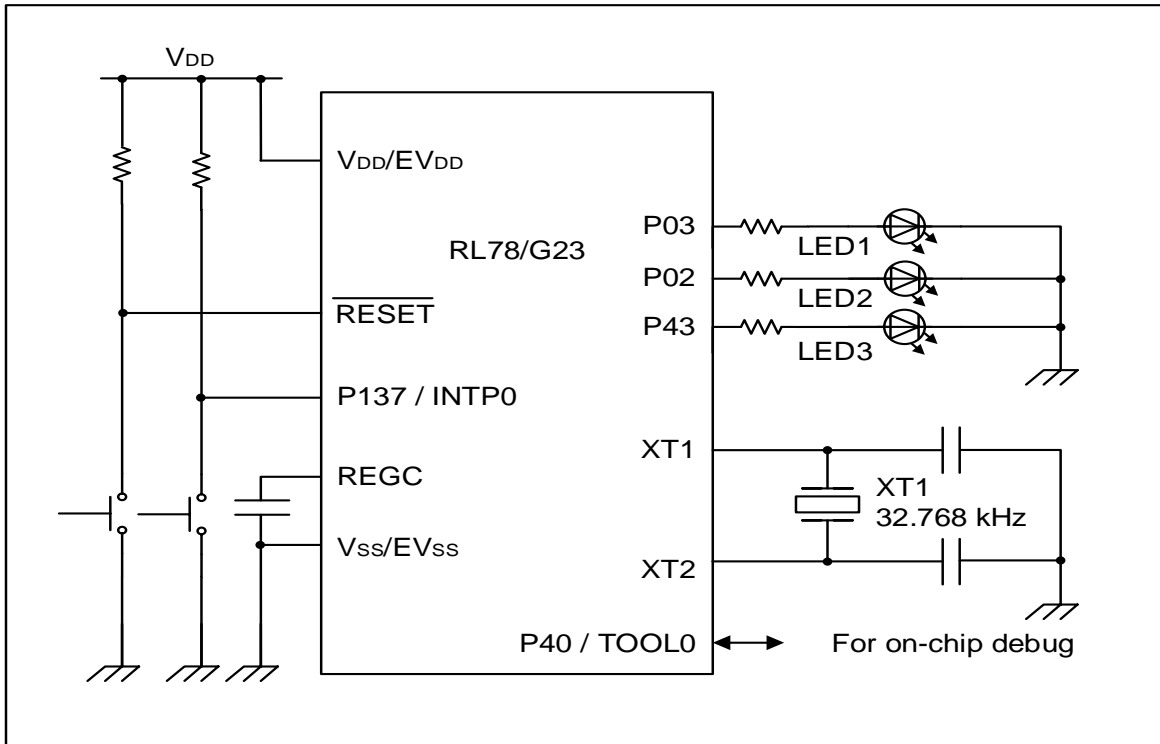 VDD
VDD/EVDD
RL78/G23
RESET
P137 / INTP0
REGC
VSS/EVSS
P03
LED1
P02
LED2
P43
LED3
XT1
XT1
32.768 kHz
XT2
P40 / TOOL0
For on-chip debug